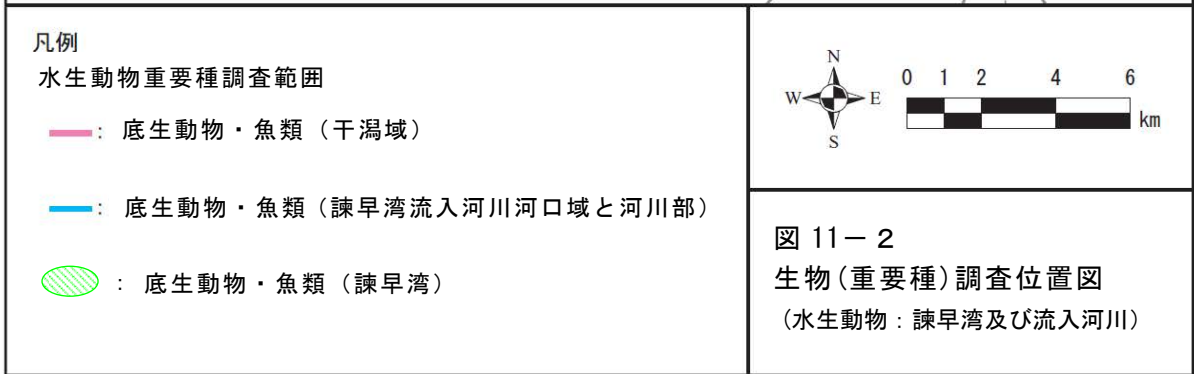 凡例
水生動物重要種調査範囲
: 底生動物・魚類（干潟域）
: 底生動物・魚類（諫早湾流入河川河口域と河川部）
: 底生動物・魚類（諫早湾）
N
W E
S
0 1 2 4 6
km
図 11－2
生物(重要種)調査位置図
（水生動物：諫早湾及び流入河川）